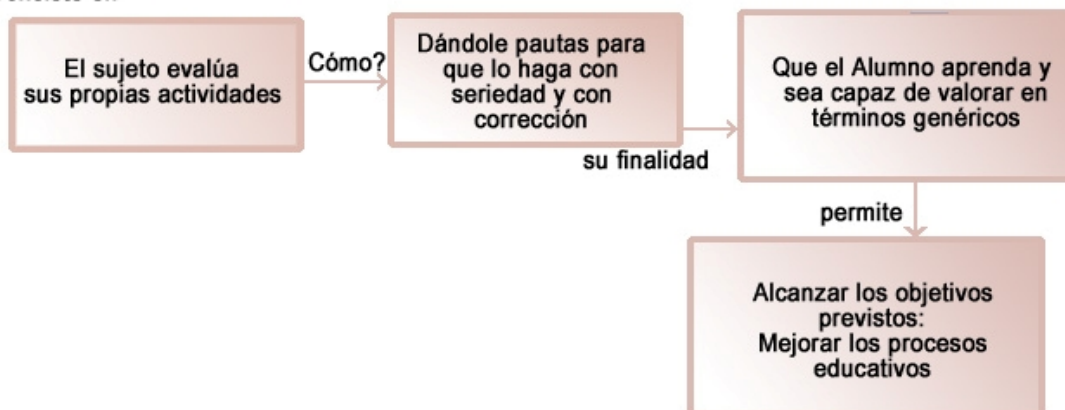 El sujeto evalúa
sus propias actividades
Cómo?
Dándole pautas para
que lo haga con
seriedad y con
corrección
su finalidad
Que el Alumno aprenda y
sea capaz de valorar en
términos genéricos
permite
Alcanzar los objetivos
previstos:
Mejorar los procesos
educativos